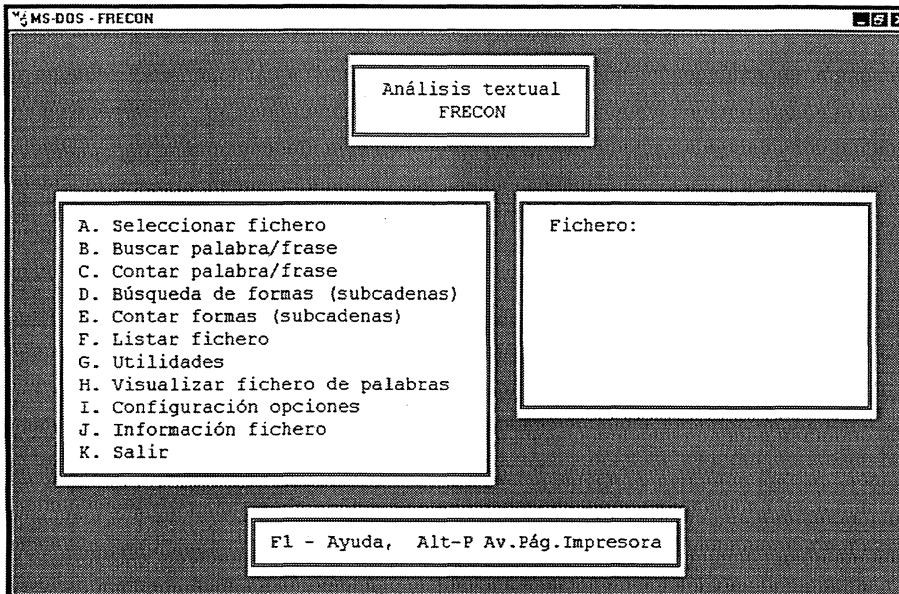 MS-DOS - FRECON
Análisis textual
FRECON
A. Seleccionar fichero
B. Buscar palabra/frase
C. Contar palabra/frase
D. Búsqueda de formas (subcadenas)
E. Contar formas (subcadenas)
F. Listar fichero
G. Utilidades
H. Visualizar fichero de palabras
I. Configuración opciones
J. Información fichero
K. Salir
Fichero:
F1 - Ayuda, Alt-P Av.Pág.Impresora